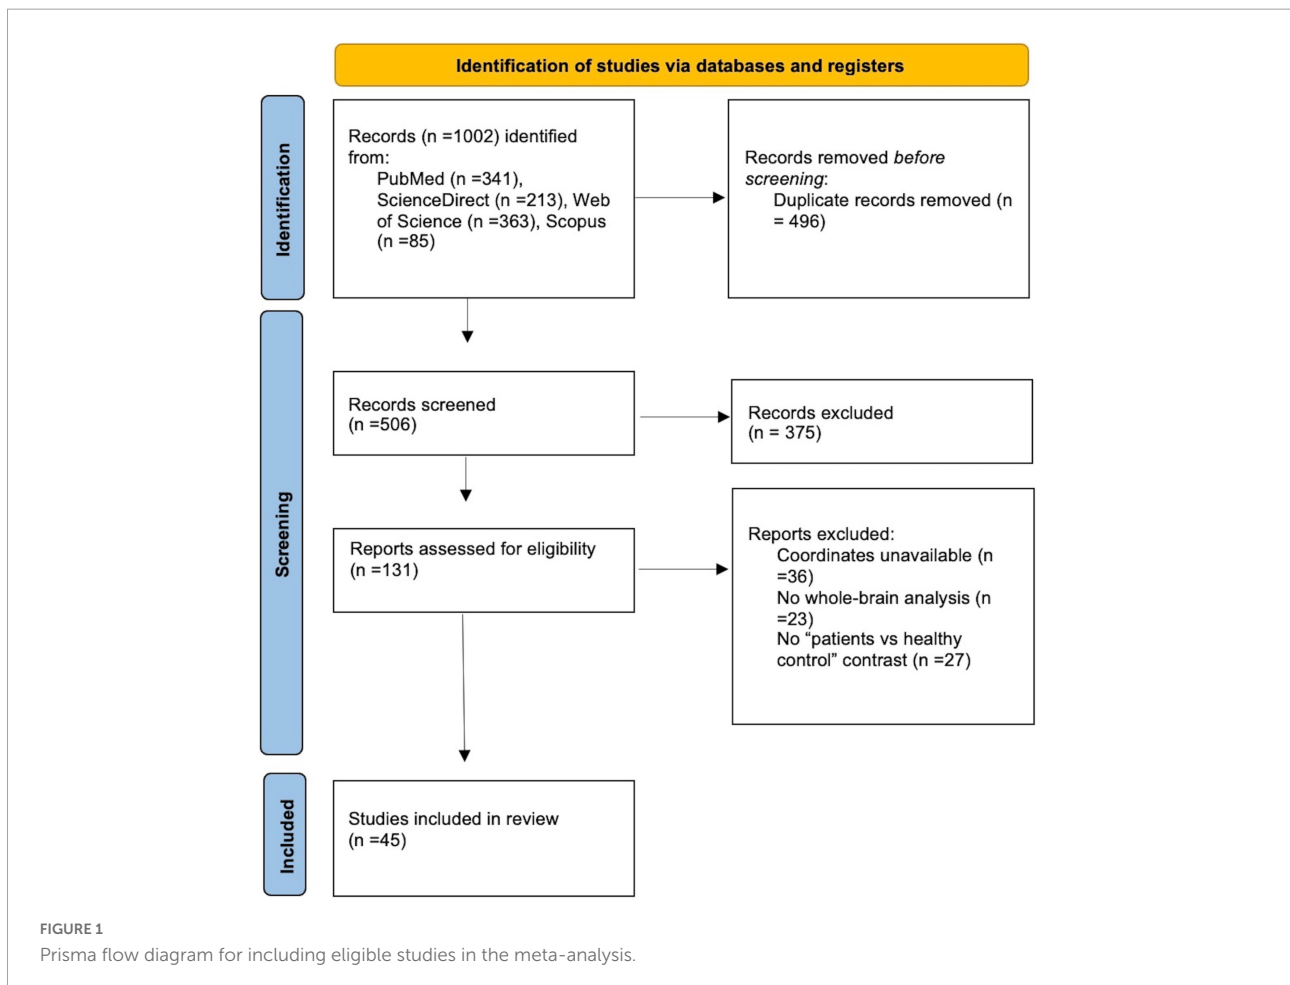 Identification of studies via databases and registers
Identification
Records (n =1002) identified
from:
PubMed (n =341),
ScienceDirect (n =213), Web
of Science (n =363), Scopus
(n =85)
Records removed before
screening:
Duplicate records removed (n
= 496)
Screening
Records screened
(n =506)
Records excluded
(n = 375)
Reports assessed for eligibility
(n =131)
Reports excluded:
Coordinates unavailable (n
=36)
No whole-brain analysis (n
=23)
No “patients vs healthy
control” contrast (n =27)
Included
Studies included in review
(n =45)
FIGURE 1
Prisma flow diagram for including eligible studies in the meta-analysis.